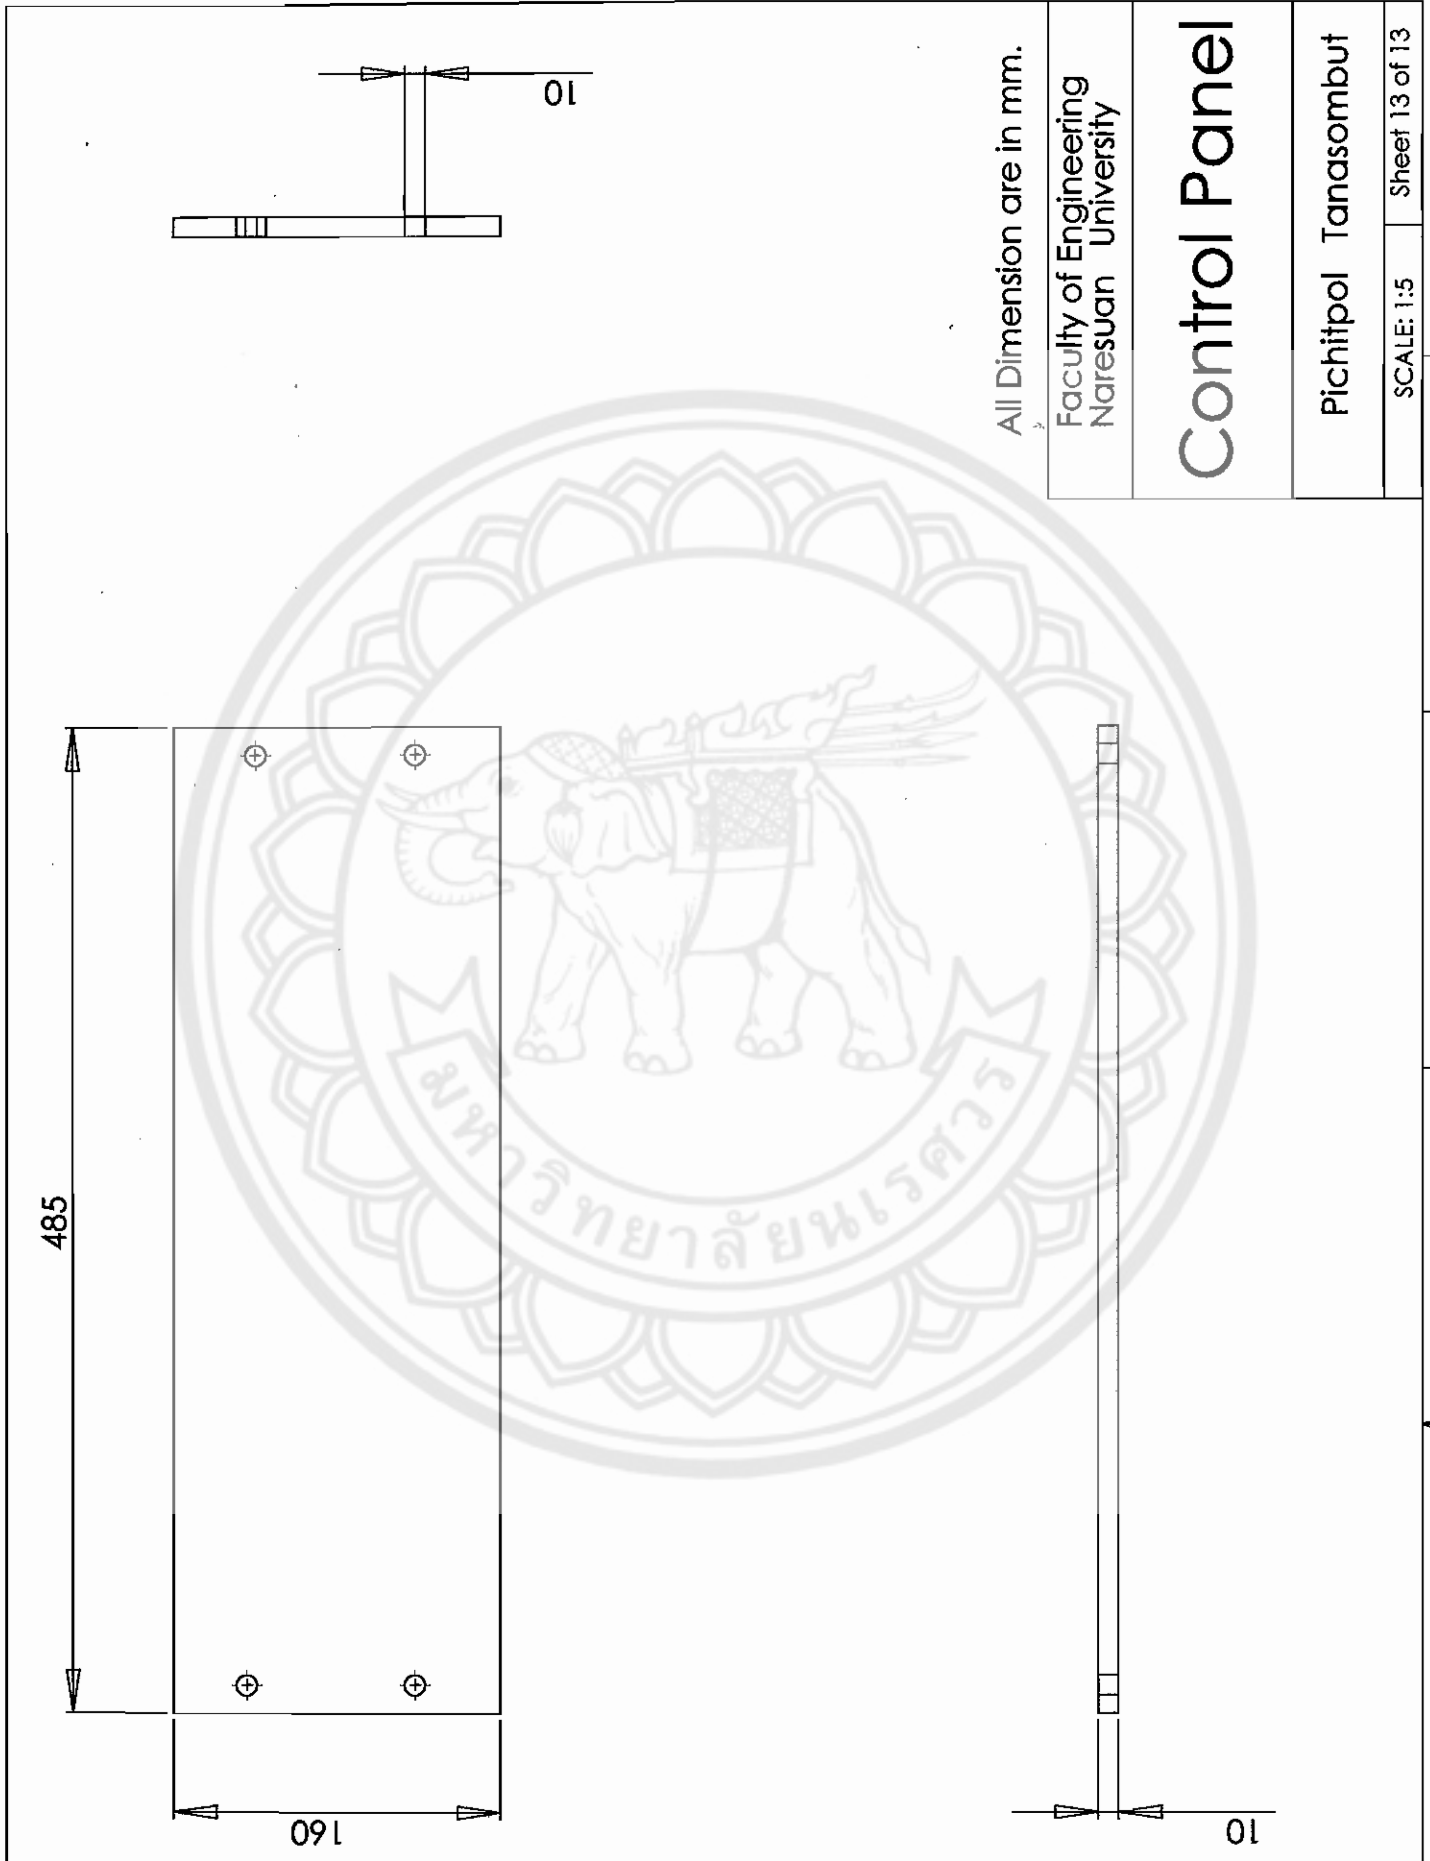 485
160
10
10
All Dimension are in mm.
Faculty of Engineering
Naresuan University
Control Panel
Pichitpol Tanasombut
SCALE: 1:5
Sheet 13 of 13
มหาวิทยาลัยนเรศวร